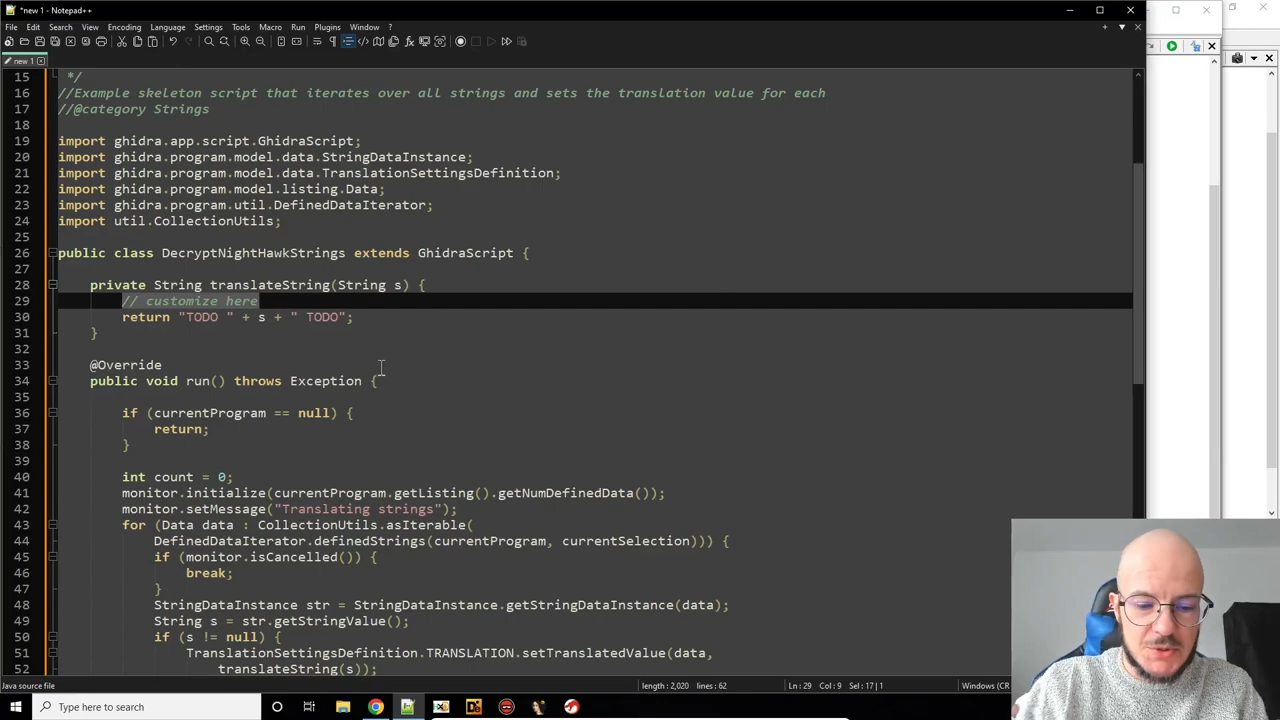 *new 1 - Notepad++
File Edit Search View Encoding Language Settings Tools Macro Run Plugins Window ?
new 1
15 */
16 //Example skeleton script that iterates over all strings and sets the translation value for each
17 //@category Strings
18
19 import ghidra.app.script.GhidraScript;
20 import ghidra.program.model.data.StringDataInstance;
21 import ghidra.program.model.data.TranslationSettingsDefinition;
22 import ghidra.program.model.listing.Data;
23 import ghidra.program.util.DefinedDataIterator;
24 import util.CollectionUtils;
25
26 public class DecryptNightHawkStrings extends GhidraScript {
27
28 private String translateString(String s) {
29 // customize here
30 return "TODO " + s + " TODO";
31 }
32
33 @Override
34 public void run() throws Exception {
35
36 if (currentProgram == null) {
37 return;
38 }
39
40 int count = 0;
41 monitor.initialize(currentProgram.getListing().getNumDefinedData());
42 monitor.setMessage("Translating strings");
43 for (Data data : CollectionUtils.asIterable(
44 DefinedDataIterator.definedStrings(currentProgram, currentSelection))) {
45 if (monitor.isCancelled()) {
46 break;
47 }
48 StringDataInstance str = StringDataInstance.getStringDataInstance(data);
49 String s = str.getStringValue();
50 if (s != null) {
51 TranslationSettingsDefinition.TRANSLATION.setTranslatedValue(data,
52 translateString(s));
Java source file length : 2,020 lines : 62 Ln : 29 Col : 9 Sel : 17 | 1 Windows (CR
Type here to search